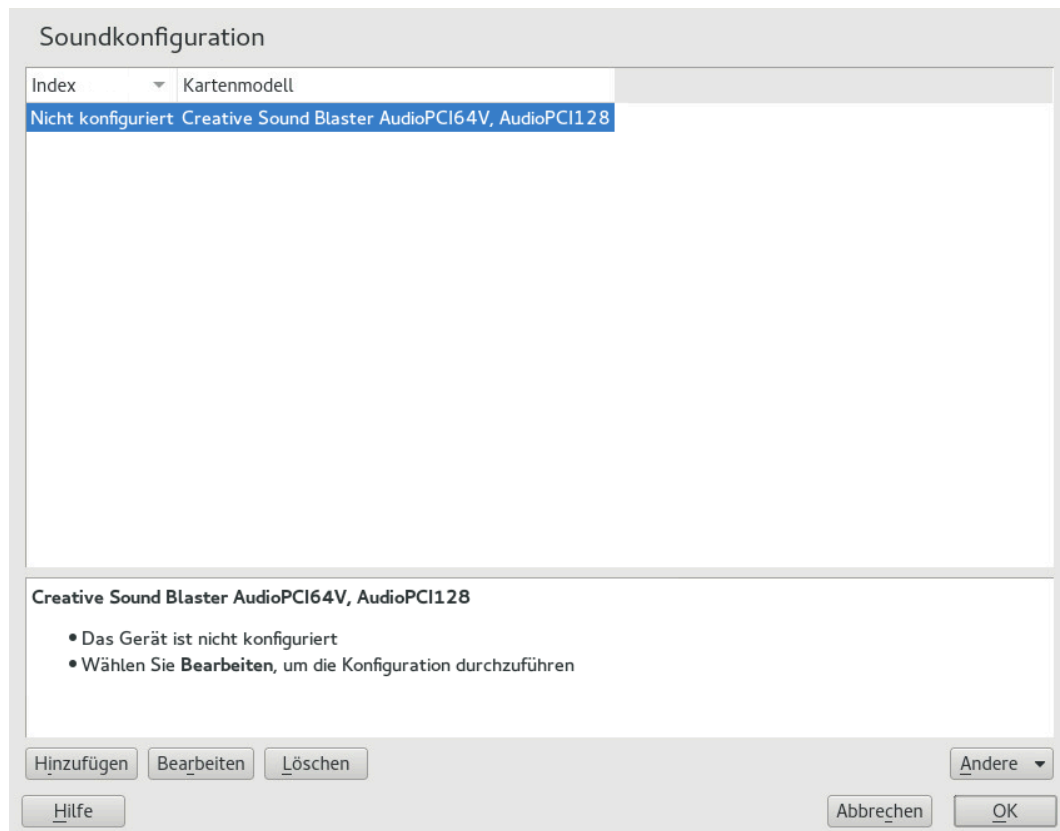 Soundkonfiguration
Index Kartenmodell
Nicht konfiguriert Creative Sound Blaster AudioPCI64V, AudioPCI128
Creative Sound Blaster AudioPCI64V, AudioPCI128
• Das Gerät ist nicht konfiguriert
• Wählen Sie Bearbeiten, um die Konfiguration durchzuführen
Hinzufügen Bearbeiten Löschen Andere
Hilfe Abbrechen OK